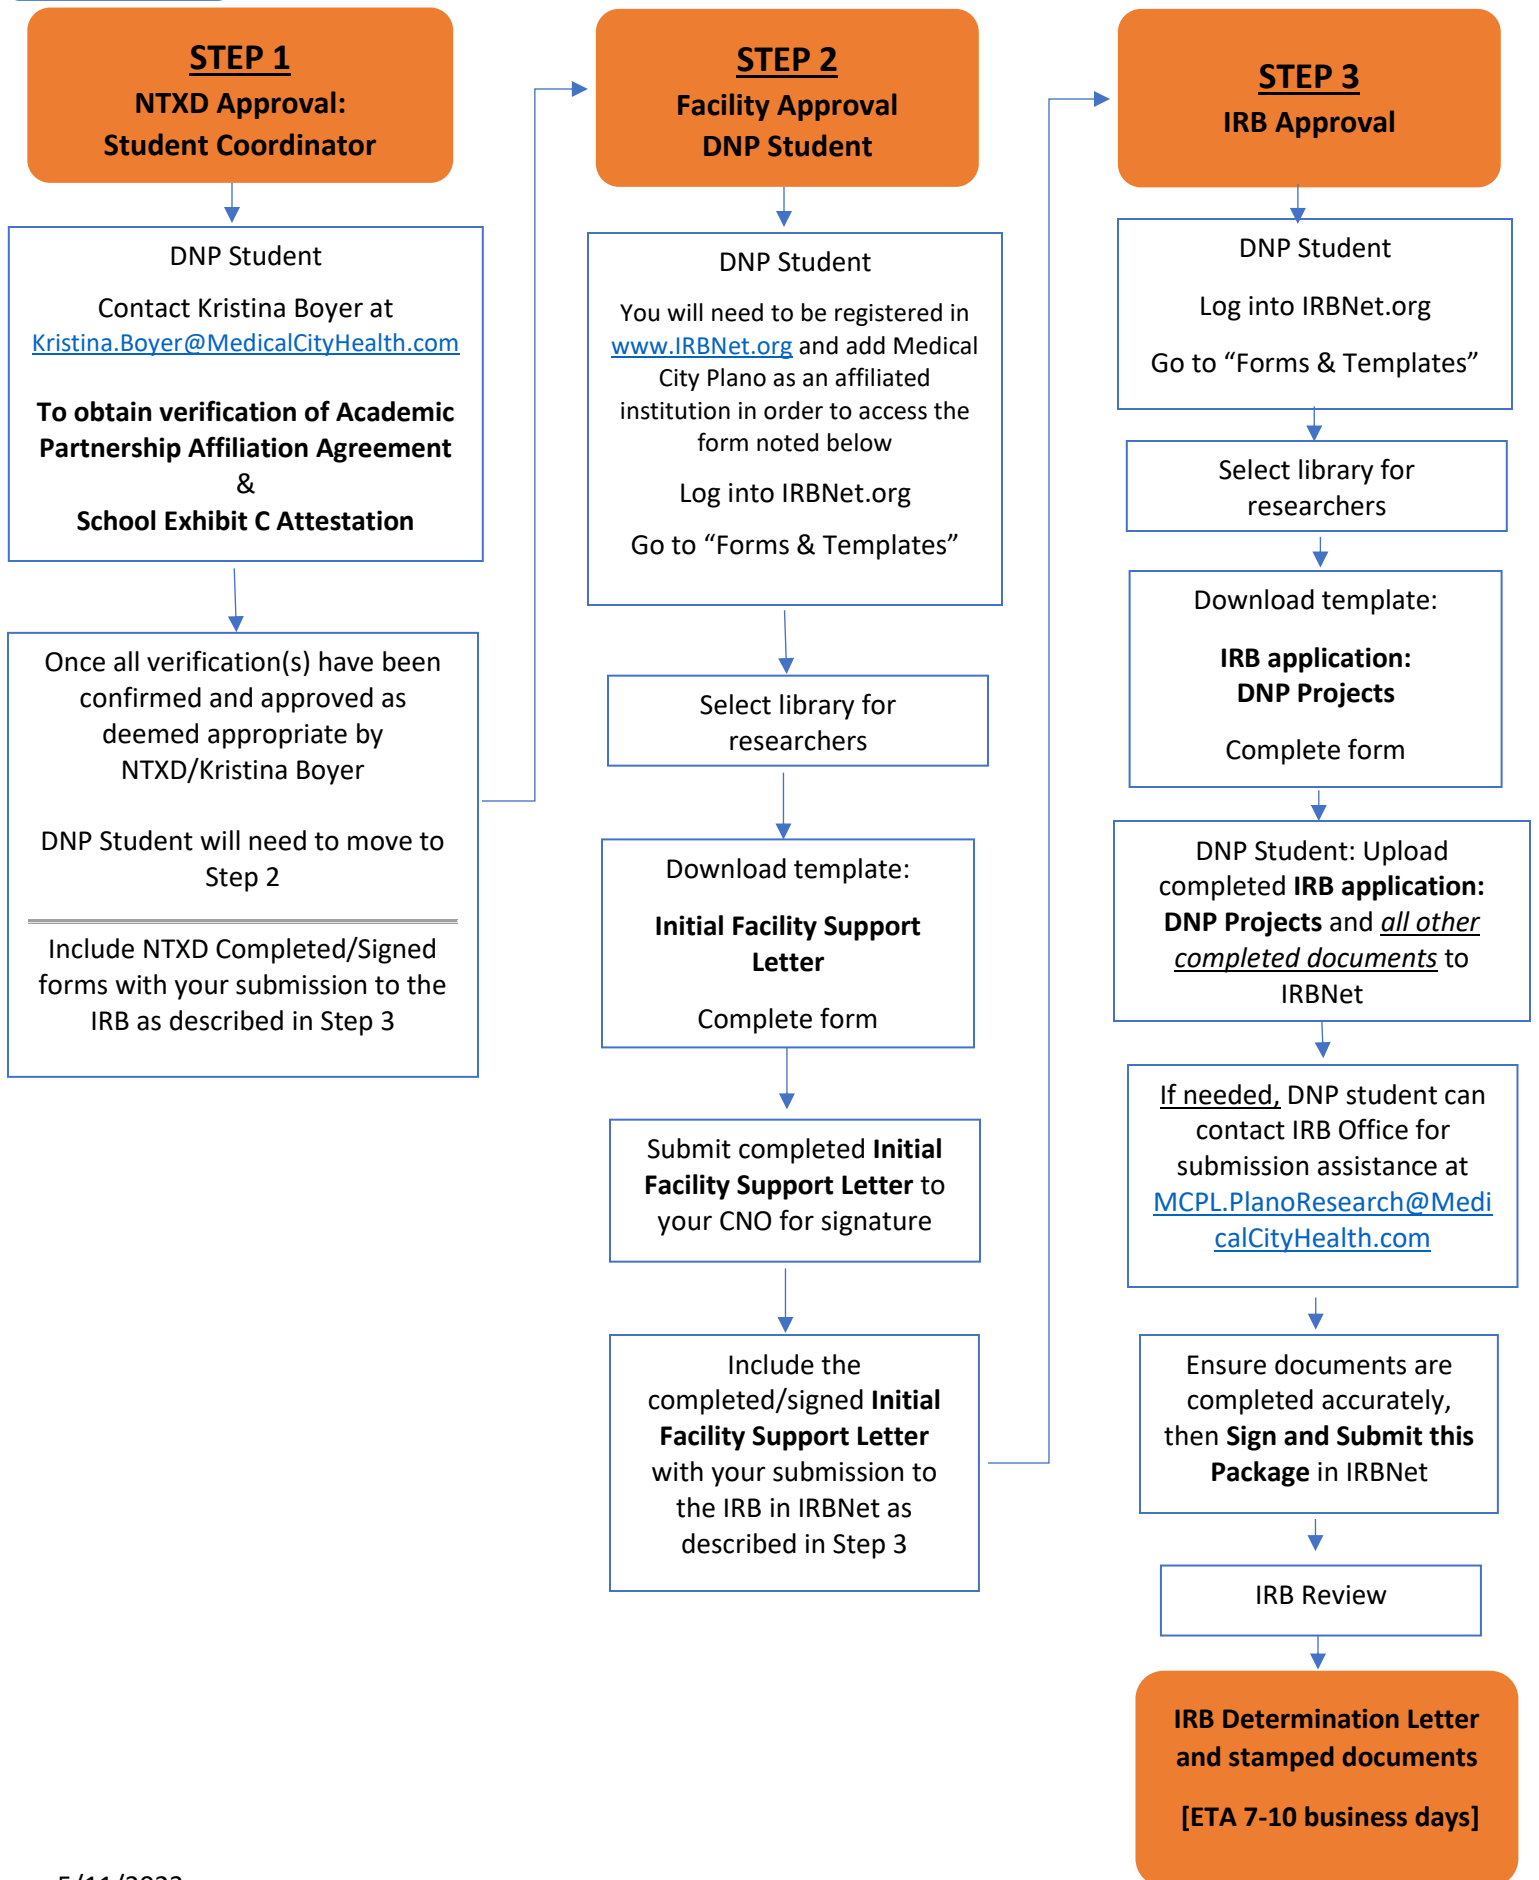 STEP 1
NTXD Approval:
Student Coordinator
DNP Student
Contact Kristina Boyer at
Kristina.Boyer@MedicalCityHealth.com
To obtain verification of Academic
Partnership Affiliation Agreement
&
School Exhibit C Attestation
Once all verification(s) have been
confirmed and approved as
deemed appropriate by
NTXD/Kristina Boyer
DNP Student will need to move to
Step 2
Include NTXD Completed/Signed
forms with your submission to the
IRB as described in Step 3
STEP 2
Facility Approval
DNP Student
DNP Student
You will need to be registered in
www.IRBNet.org and add Medical
City Plano as an affiliated
institution in order to access the
form noted below
Log into IRBNet.org
Go to “Forms & Templates”
Select library for
researchers
Download template:
Initial Facility Support
Letter
Complete form
Submit completed Initial
Facility Support Letter to
your CNO for signature
Include the
completed/signed Initial
Facility Support Letter
with your submission to
the IRB in IRBNet as
described in Step 3
STEP 3
IRB Approval
DNP Student
Log into IRBNet.org
Go to “Forms & Templates”
Select library for
researchers
Download template:
IRB application:
DNP Projects
Complete form
DNP Student: Upload
completed IRB application:
DNP Projects and all other
completed documents to
IRBNet
If needed, DNP student can
contact IRB Office for
submission assistance at
MCPL.PlanoResearch@Medi
calCityHealth.com
Ensure documents are
completed accurately,
then Sign and Submit this
Package in IRBNet
IRB Review
IRB Determination Letter
and stamped documents
[ETA 7-10 business days]